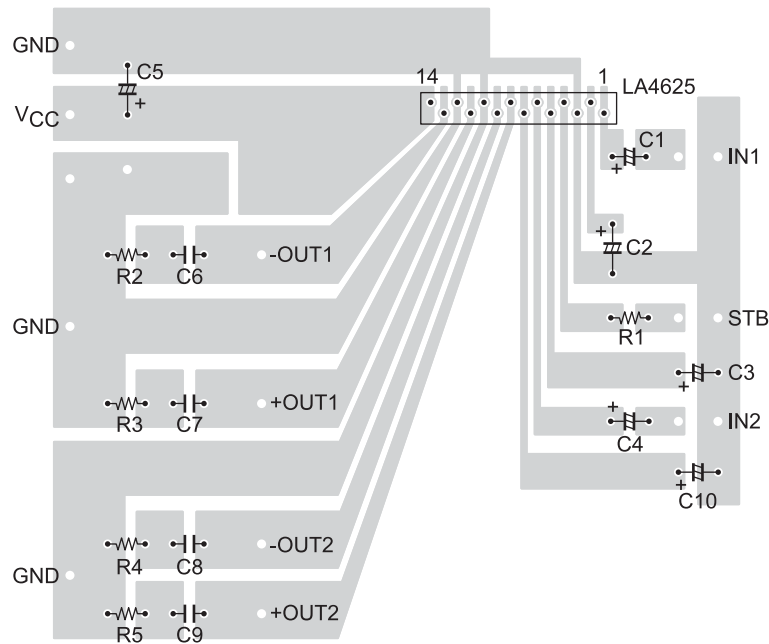 GND
C5
+
VCC
14
1
LA4625
C1
+
IN1
+
C2
R2
C6
-OUT1
GND
R1
STB
+
C3
R3
C7
+OUT1
+
C4
IN2
+
C10
R4
C8
-OUT2
GND
R5
C9
+OUT2